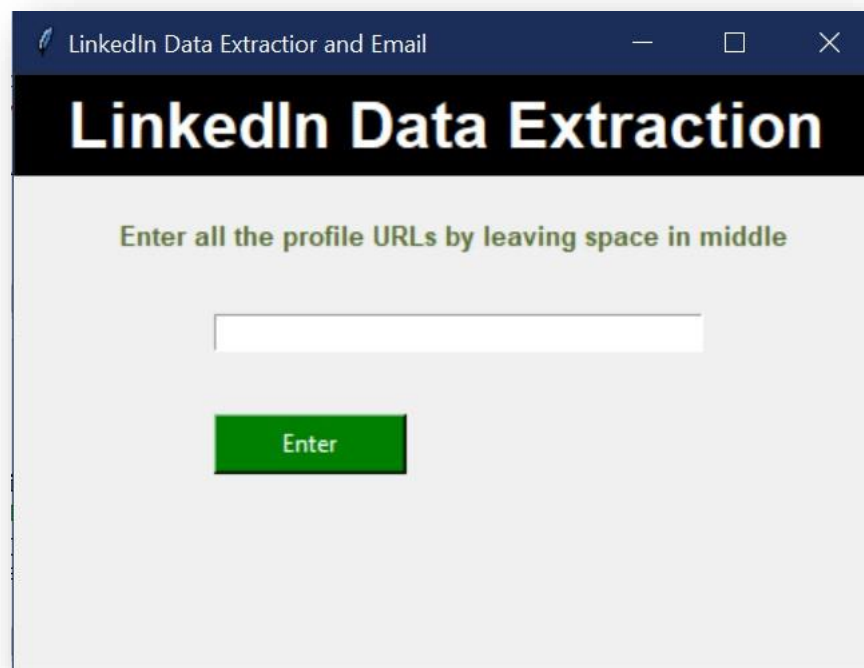 LinkedIn Data Extractior and Email
LinkedIn Data Extraction
Enter all the profile URLs by leaving space in middle
Enter